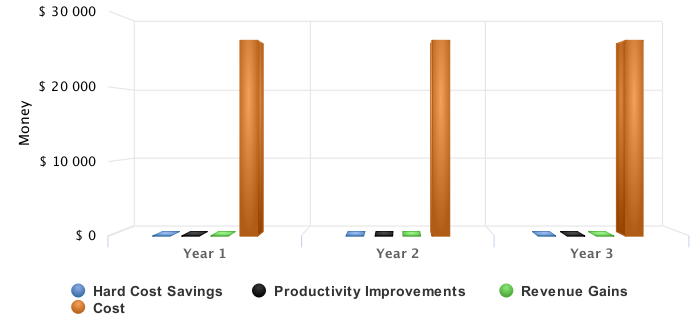 $ 30 000
$ 20 000
Money
$ 10 000
$ 0
Year 1
Year 2
Year 3
Hard Cost Savings
Productivity Improvements
Revenue Gains
Cost